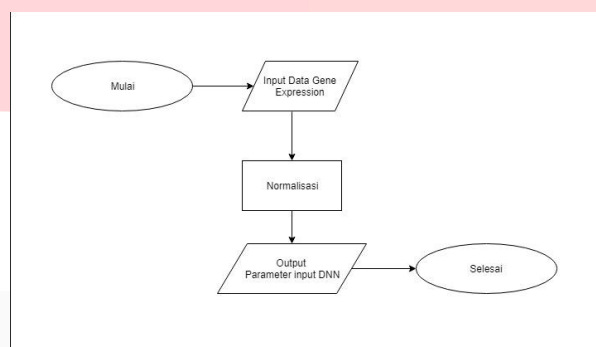 Mulai
Input Data Gene
Expression
Normalisasi
Output
Parameter input DNN
Selesai